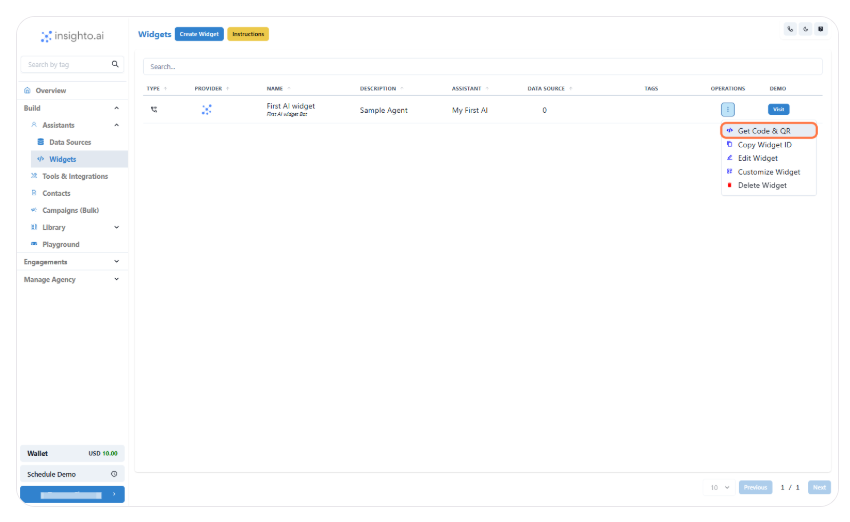 insighto.ai
Search by tag
Overview
Build
Assistants
Data Sources
Widgets
Tools & Integrations
Contacts
Campaigns (Bulk)
Library
Playground
Engagements
Manage Agency
Wallet USD 10.00
Schedule Demo
Widgets Create Widget Instructions
Search...
TYPE PROVIDER NAME DESCRIPTION ASSISTANT DATA SOURCE TAGS OPERATIONS DEMO
First AI widget Sample Agent My First AI 0 Visit
First AI widget Bot
Get Code & QR
Copy Widget ID
Edit Widget
Customize Widget
Delete Widget
10 Previous 1 / 1 Next